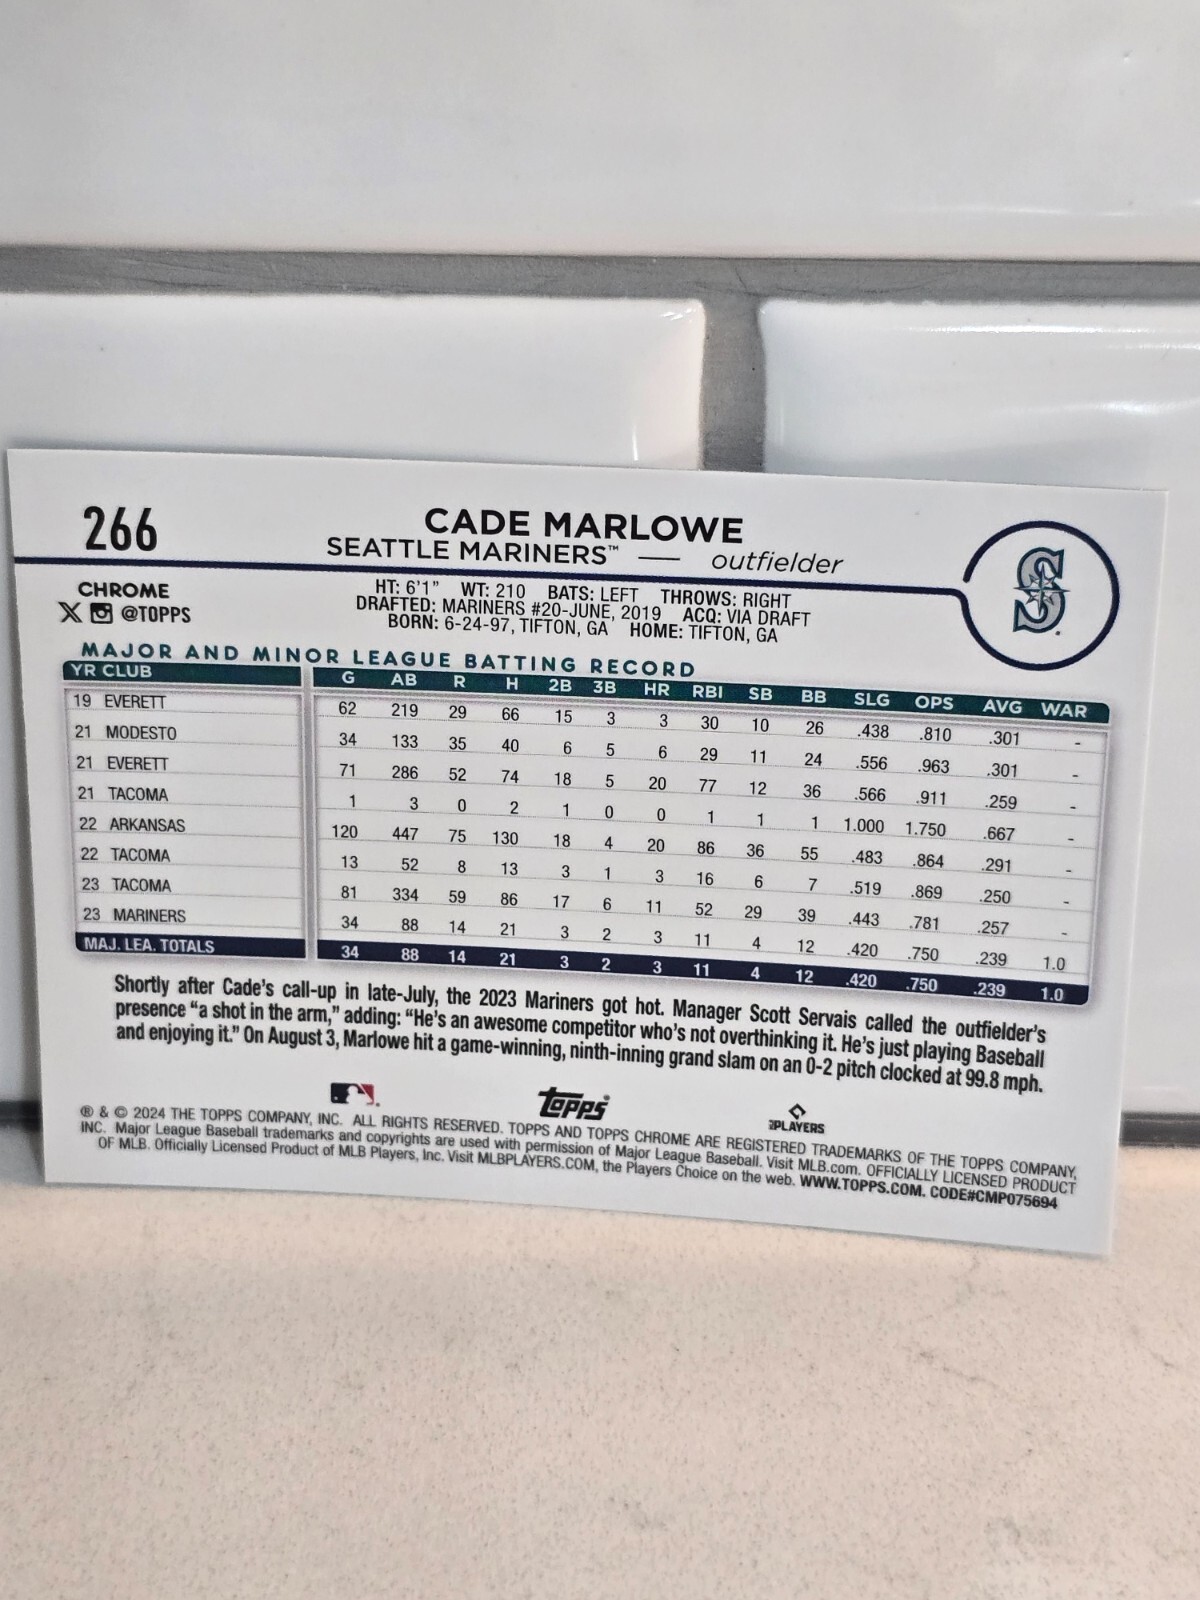 266
CADE MARLOWE
SEATTLE MARINERS™ — outfielder
CHROME
@TOPPS
HT: 6'1" WT: 210 BATS: LEFT THROWS: RIGHT
DRAFTED: MARINERS #20-JUNE, 2019 ACQ: VIA DRAFT
BORN: 6-24-97, TIFTON, GA HOME: TIFTON, GA
S
MAJOR AND MINOR LEAGUE BATTING RECORD
YR CLUB G AB R H 2B 3B HR RBI SB BB SLG OPS AVG WAR
19 EVERETT 62 219 29 66 15 3 3 30 10 26 .438 .810 .301 -
21 MODESTO 34 133 35 40 6 5 6 29 11 24 .556 .963 .301 -
21 EVERETT 71 286 52 74 18 5 20 77 12 36 .566 .911 .259 -
21 TACOMA 1 3 0 2 1 0 0 1 1 1 1.000 1.750 .667 -
22 ARKANSAS 120 447 75 130 18 4 20 86 36 55 .483 .864 .291 -
22 TACOMA 13 52 8 13 3 1 3 16 6 7 .519 .869 .250 -
23 TACOMA 81 334 59 86 17 6 11 52 29 39 .443 .781 .257 -
23 MARINERS 34 88 14 21 3 2 3 11 4 12 .420 .750 .239 1.0
MAJ. LEA. TOTALS 34 88 14 21 3 2 3 11 4 12 .420 .750 .239 1.0
Shortly after Cade's call-up in late-July, the 2023 Mariners got hot. Manager Scott Servais called the outfielder's
presence "a shot in the arm," adding: "He's an awesome competitor who's not overthinking it. He's just playing Baseball
and enjoying it." On August 3, Marlowe hit a game-winning, ninth-inning grand slam on an 0-2 pitch clocked at 99.8 mph.
topps
PLAYERS
® & © 2024 THE TOPPS COMPANY, INC. ALL RIGHTS RESERVED. TOPPS AND TOPPS CHROME ARE REGISTERED TRADEMARKS OF THE TOPPS COMPANY,
INC. Major League Baseball trademarks and copyrights are used with permission of Major League Baseball. Visit MLB.com. OFFICIALLY LICENSED PRODUCT
OF MLB. Officially Licensed Product of MLB Players, Inc. Visit MLBPLAYERS.COM, the Players Choice on the web. WWW.TOPPS.COM. CODE#CMP075694